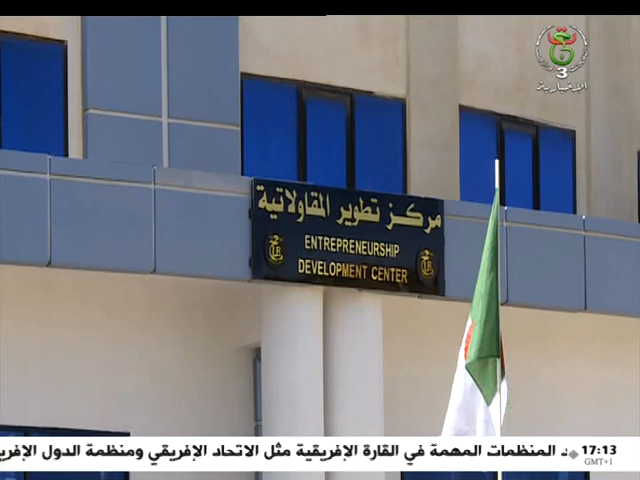 3
الإخبارية
مركز تطوير المقاولاتية
ENTREPRENEURSHIP
DEVELOPMENT CENTER
17:13
GMT+1
المنظمات المهمة في القارة الإفريقية مثل الاتحاد الإفريقي ومنظمة الدول